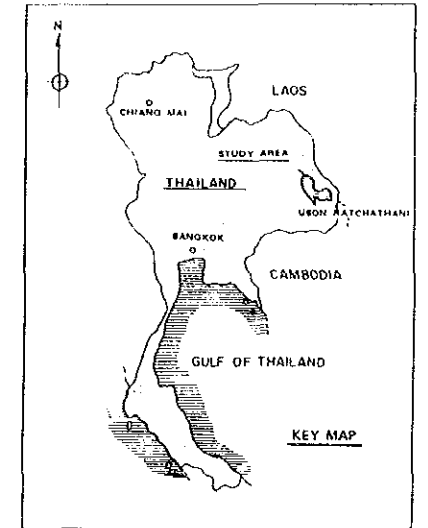 N
LAOS
CHIANG MAI
STUDY AREA
THAILAND
UBON RATCHATHANI
BANGKOK
CAMBODIA
GULF OF THAILAND
KEY MAP